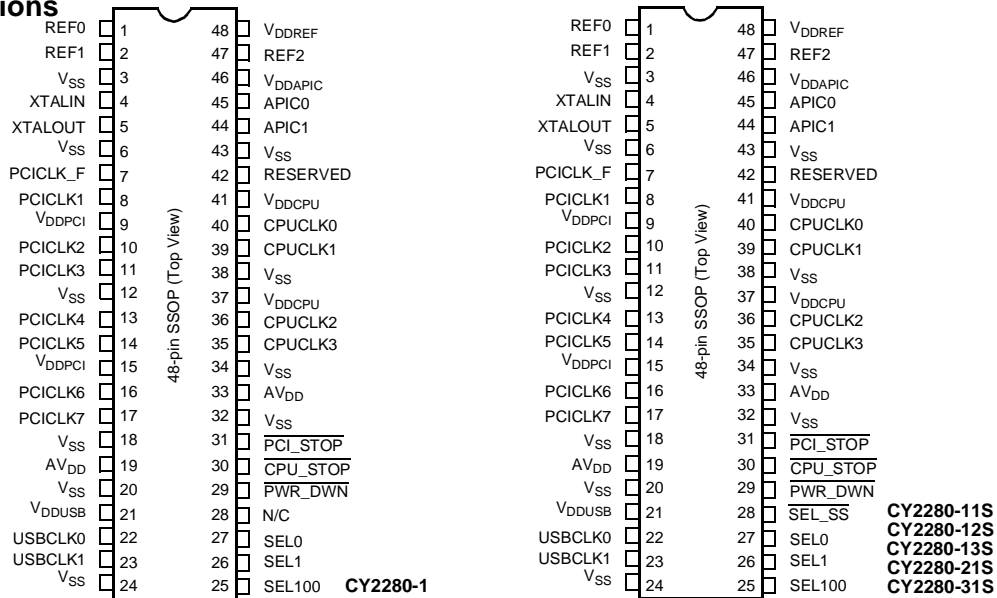 ions
REF0 1 48 VDDREF
REF1 2 47 REF2
VSS 3 46 VDDAPIC
XTALIN 4 45 APIC0
XTALOUT 5 44 APIC1
VSS 6 43 VSS
PCICLK_F 7 42 RESERVED
PCICLK1 8 41 VDDCPU
VDDPCI 9 40 CPUCLK0
PCICLK2 10 39 CPUCLK1
PCICLK3 11 38 VSS
VSS 12 37 VDDCPU
PCICLK4 13 36 CPUCLK2
PCICLK5 14 35 CPUCLK3
VDDPCI 15 34 VSS
PCICLK6 16 33 AVDD
PCICLK7 17 32 VSS
VSS 18 31 PCI_STOP
AVDD 19 30 CPU_STOP
VSS 20 29 PWR_DWN
VDDUSB 21 28 N/C
USBCLK0 22 27 SEL0
USBCLK1 23 26 SEL1
VSS 24 25 SEL100
48-pin SSOP (Top View)
CY2280-1
REF0 1 48 VDDREF
REF1 2 47 REF2
VSS 3 46 VDDAPIC
XTALIN 4 45 APIC0
XTALOUT 5 44 APIC1
VSS 6 43 VSS
PCICLK_F 7 42 RESERVED
PCICLK1 8 41 VDDCPU
VDDPCI 9 40 CPUCLK0
PCICLK2 10 39 CPUCLK1
PCICLK3 11 38 VSS
VSS 12 37 VDDCPU
PCICLK4 13 36 CPUCLK2
PCICLK5 14 35 CPUCLK3
VDDPCI 15 34 VSS
PCICLK6 16 33 AVDD
PCICLK7 17 32 VSS
VSS 18 31 PCI_STOP
AVDD 19 30 CPU_STOP
VSS 20 29 PWR_DWN
VDDUSB 21 28 SEL_SS
USBCLK0 22 27 SEL0
USBCLK1 23 26 SEL1
VSS 24 25 SEL100
48-pin SSOP (Top View)
CY2280-11S
CY2280-12S
CY2280-13S
CY2280-21S
CY2280-31S